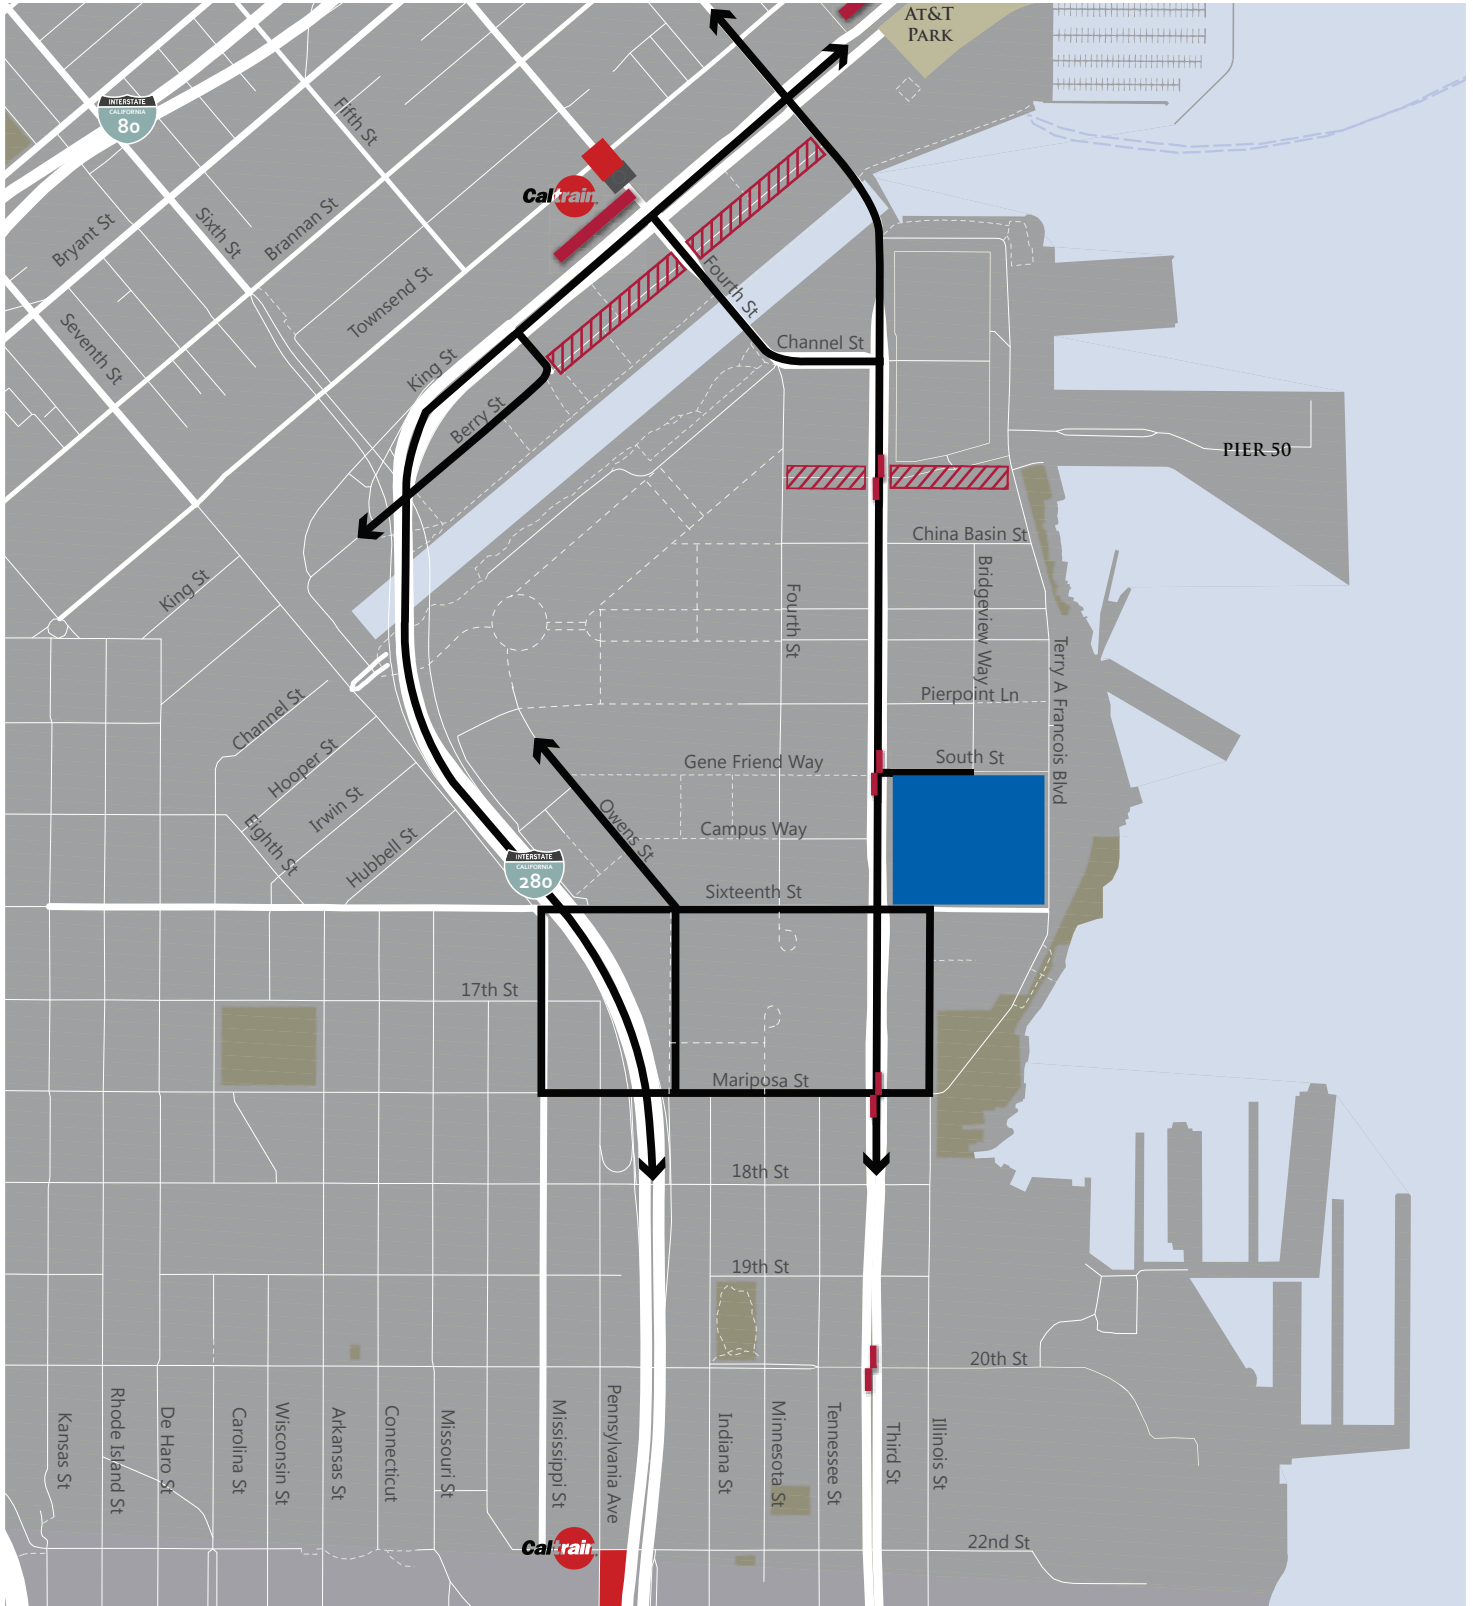 AT&T
PARK
INTERSTATE
CALIFORNIA
80
Fifth St
Caltrain
Bryant St
Sixth St
Brannan St
Townsend St
Seventh St
Fourth St
Channel St
King St
Berry St
PIER 50
China Basin St
Bridgeview Way
King St
Fourth St
Terry A Francois Blvd
Pierpoint Ln
Channel St
Hooper St
Gene Friend Way
South St
Irwin St
Eighth St
Hubbell St
Owens St
Campus Way
INTERSTATE
CALIFORNIA
280
Sixteenth St
17th St
Mariposa St
18th St
19th St
20th St
Kansas St
Rhode Island St
De Haro St
Carolina St
Wisconsin St
Arkansas St
Connecticut
Missouri St
Mississippi St
Pennsylvania Ave
Indiana St
Minnesota St
Tennessee St
Third St
Illinois St
Caltrain
22nd St